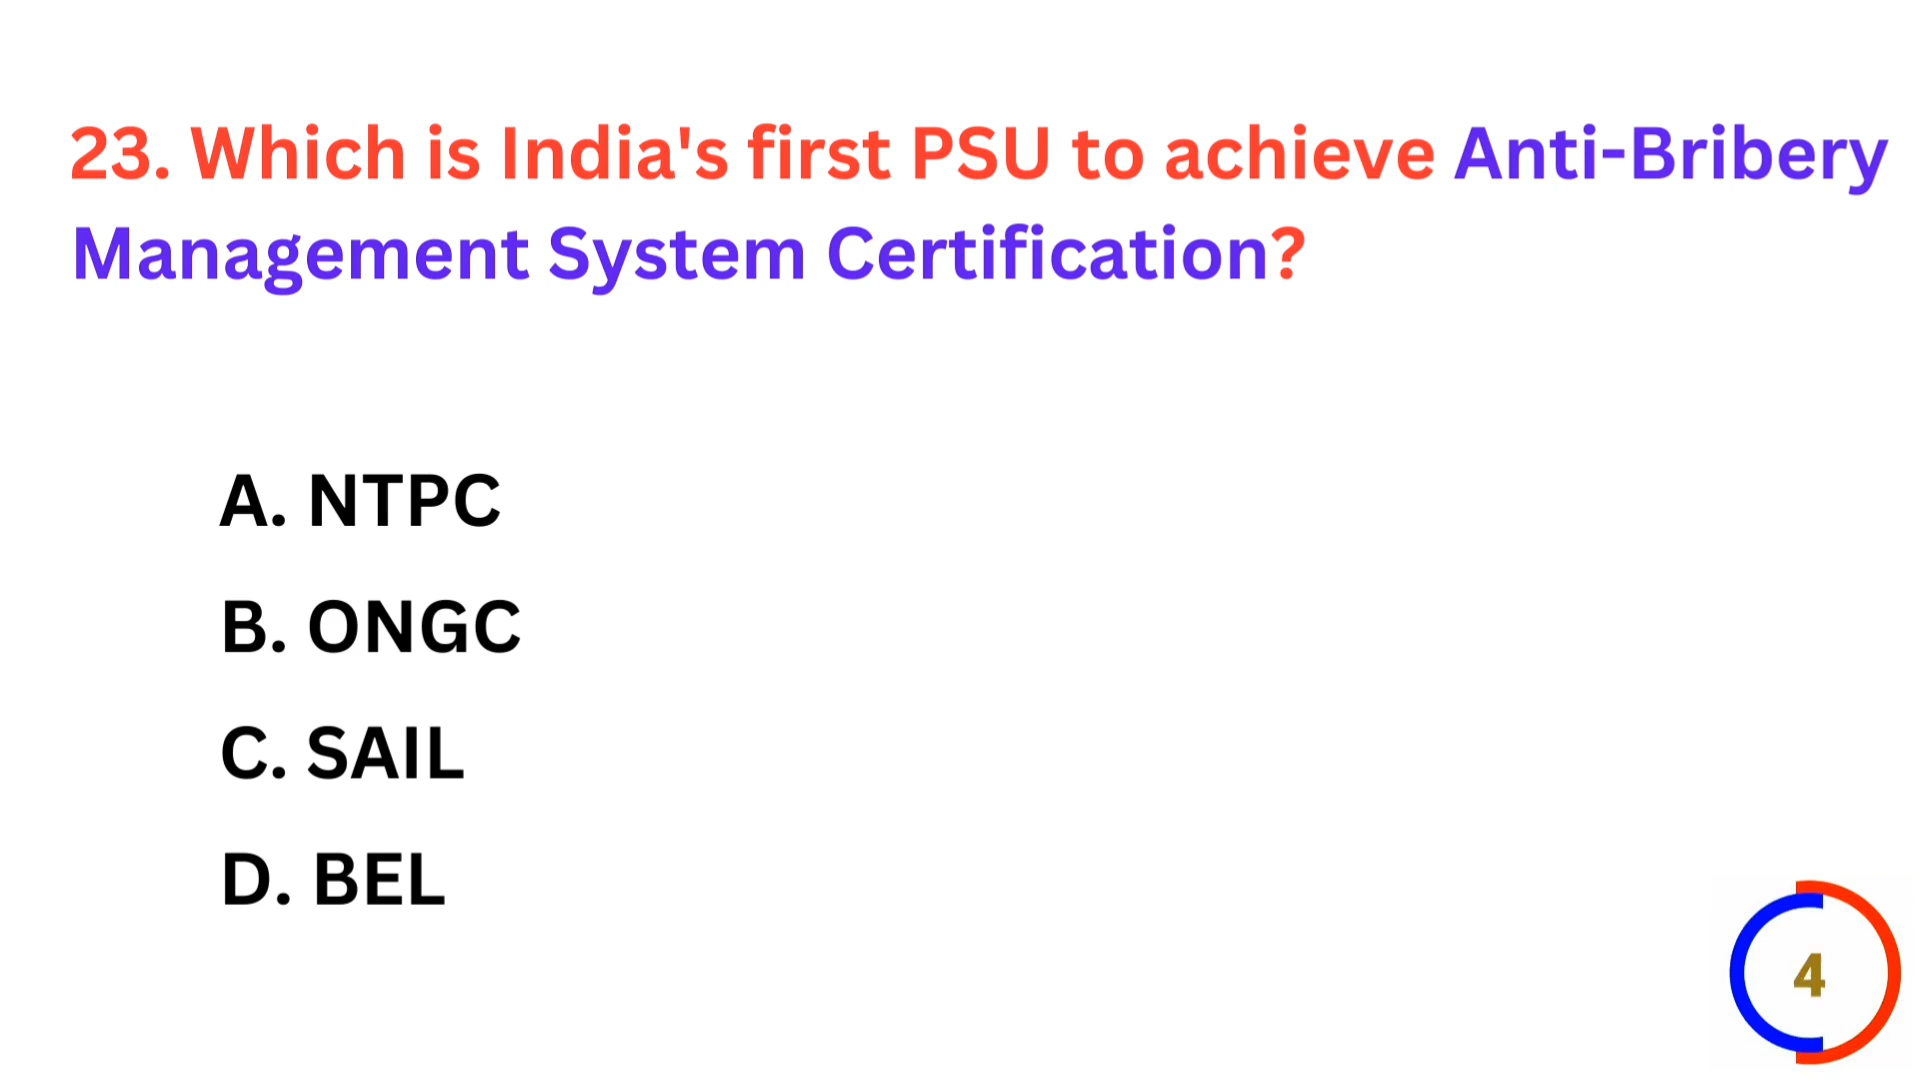 23. Which is India's first PSU to achieve Anti-Bribery
Management System Certification?
A. NTPC
B. ONGC
C. SAIL
D. BEL
4